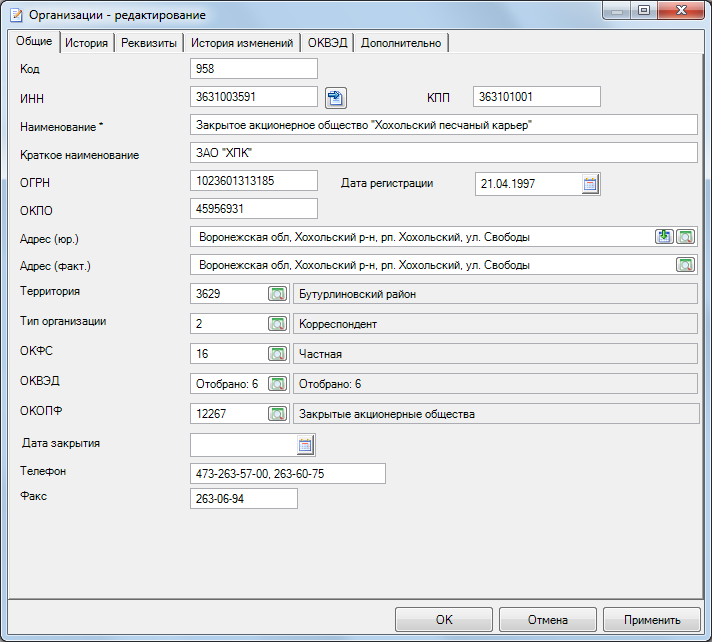 Организации - редактирование
Общие История Реквизиты История изменений ОКВЭД Дополнительно
Код 958
ИНН 3631003591 КПП 363101001
Наименование * Закрытое акционерное общество "Хохольский песчаный карьер"
Краткое наименование ЗАО "ХПК"
ОГРН 1023601313185 Дата регистрации 21.04.1997
ОКПО 45956931
Адрес (юр.) Воронежская обл, Хохольский р-н, рп. Хохольский, ул. Свободы
Адрес (факт.) Воронежская обл, Хохольский р-н, рп. Хохольский, ул. Свободы
Территория 3629 Бутурлиновский район
Тип организации 2 Корреспондент
ОКФС 16 Частная
ОКВЭД Отобрано: 6 Отобрано: 6
ОКОПФ 12267 Закрытые акционерные общества
Дата закрытия
Телефон 473-263-57-00, 263-60-75
Факс 263-06-94
OK Отмена Применить